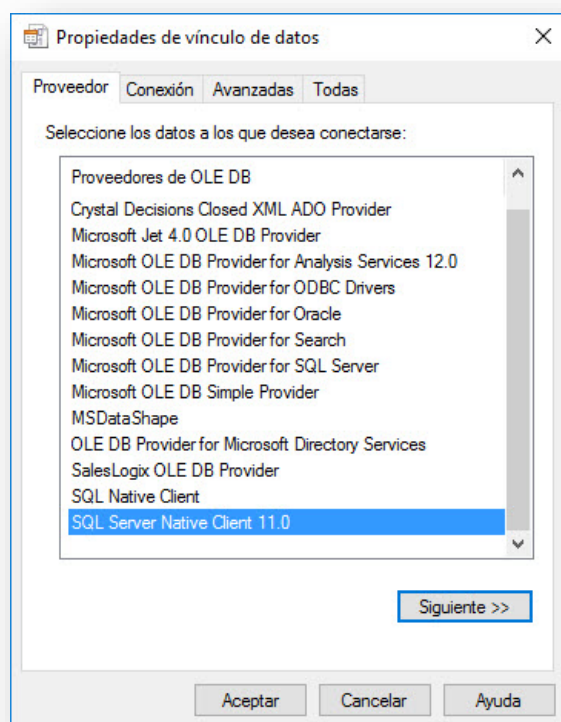 Propiedades de vínculo de datos
Proveedor Conexión Avanzadas Todas
Seleccione los datos a los que desea conectarse:
Proveedores de OLE DB
Crystal Decisions Closed XML ADO Provider
Microsoft Jet 4.0 OLE DB Provider
Microsoft OLE DB Provider for Analysis Services 12.0
Microsoft OLE DB Provider for ODBC Drivers
Microsoft OLE DB Provider for Oracle
Microsoft OLE DB Provider for Search
Microsoft OLE DB Provider for SQL Server
Microsoft OLE DB Simple Provider
MSDataShape
OLE DB Provider for Microsoft Directory Services
SalesLogix OLE DB Provider
SQL Native Client
SQL Server Native Client 11.0
Siguiente >>
Aceptar Cancelar Ayuda